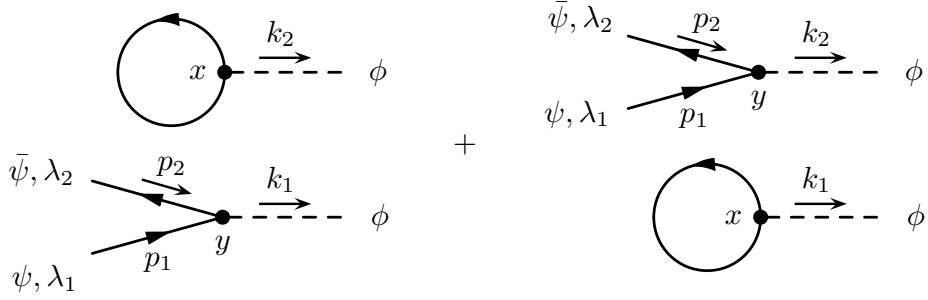 k₂
x ϕ
ψ̄, λ₂ p₂
k₁
ϕ
y
p₁
ψ, λ₁
+
ψ̄, λ₂ p₂
k₂
ϕ
y
ψ, λ₁ p₁
k₁
x ϕ